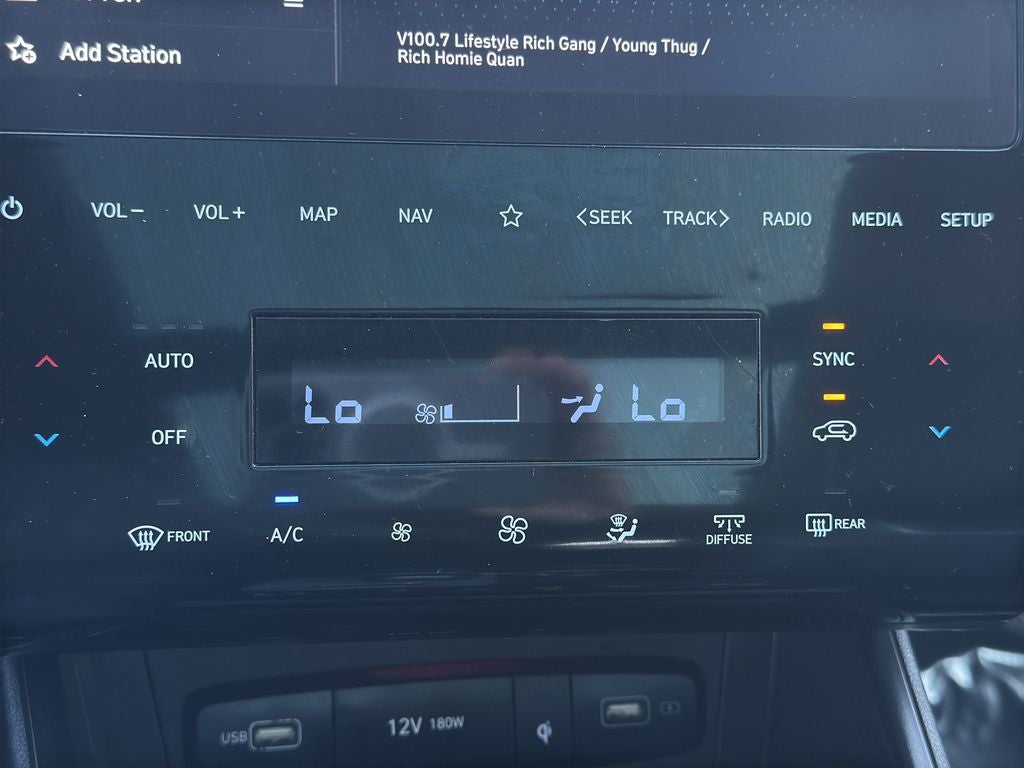 Add Station
V100.7 Lifestyle Rich Gang / Young Thug /
Rich Homie Quan
VOL− VOL+ MAP NAV <SEEK TRACK> RADIO MEDIA SETUP
AUTO SYNC
Lo Lo
OFF
FRONT A/C DIFFUSE REAR
USB 12V 180W